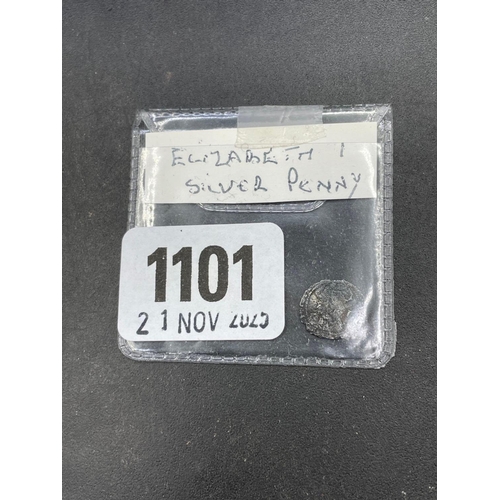 ELIZABETH I
SILVER PENNY
1101
21 NOV 2025